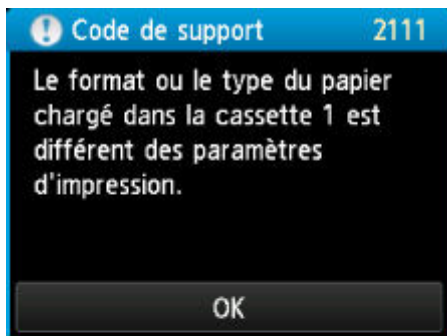 Code de support 2111
Le format ou le type du papier
chargé dans la cassette 1 est
différent des paramètres
d'impression.
OK